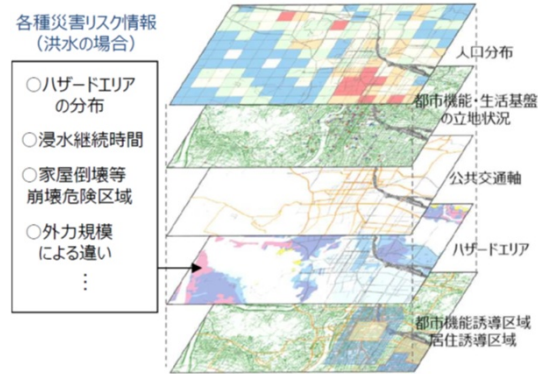 各種災害リスク情報
（洪水の場合）
○ハザードエリア
の分布
○浸水継続時間
○家屋倒壊等
崩壊危険区域
○外力規模
による違い
⋮
人口分布
都市機能・生活基盤
の立地状況
公共交通軸
ハザードエリア
都市機能誘導区域
居住誘導区域